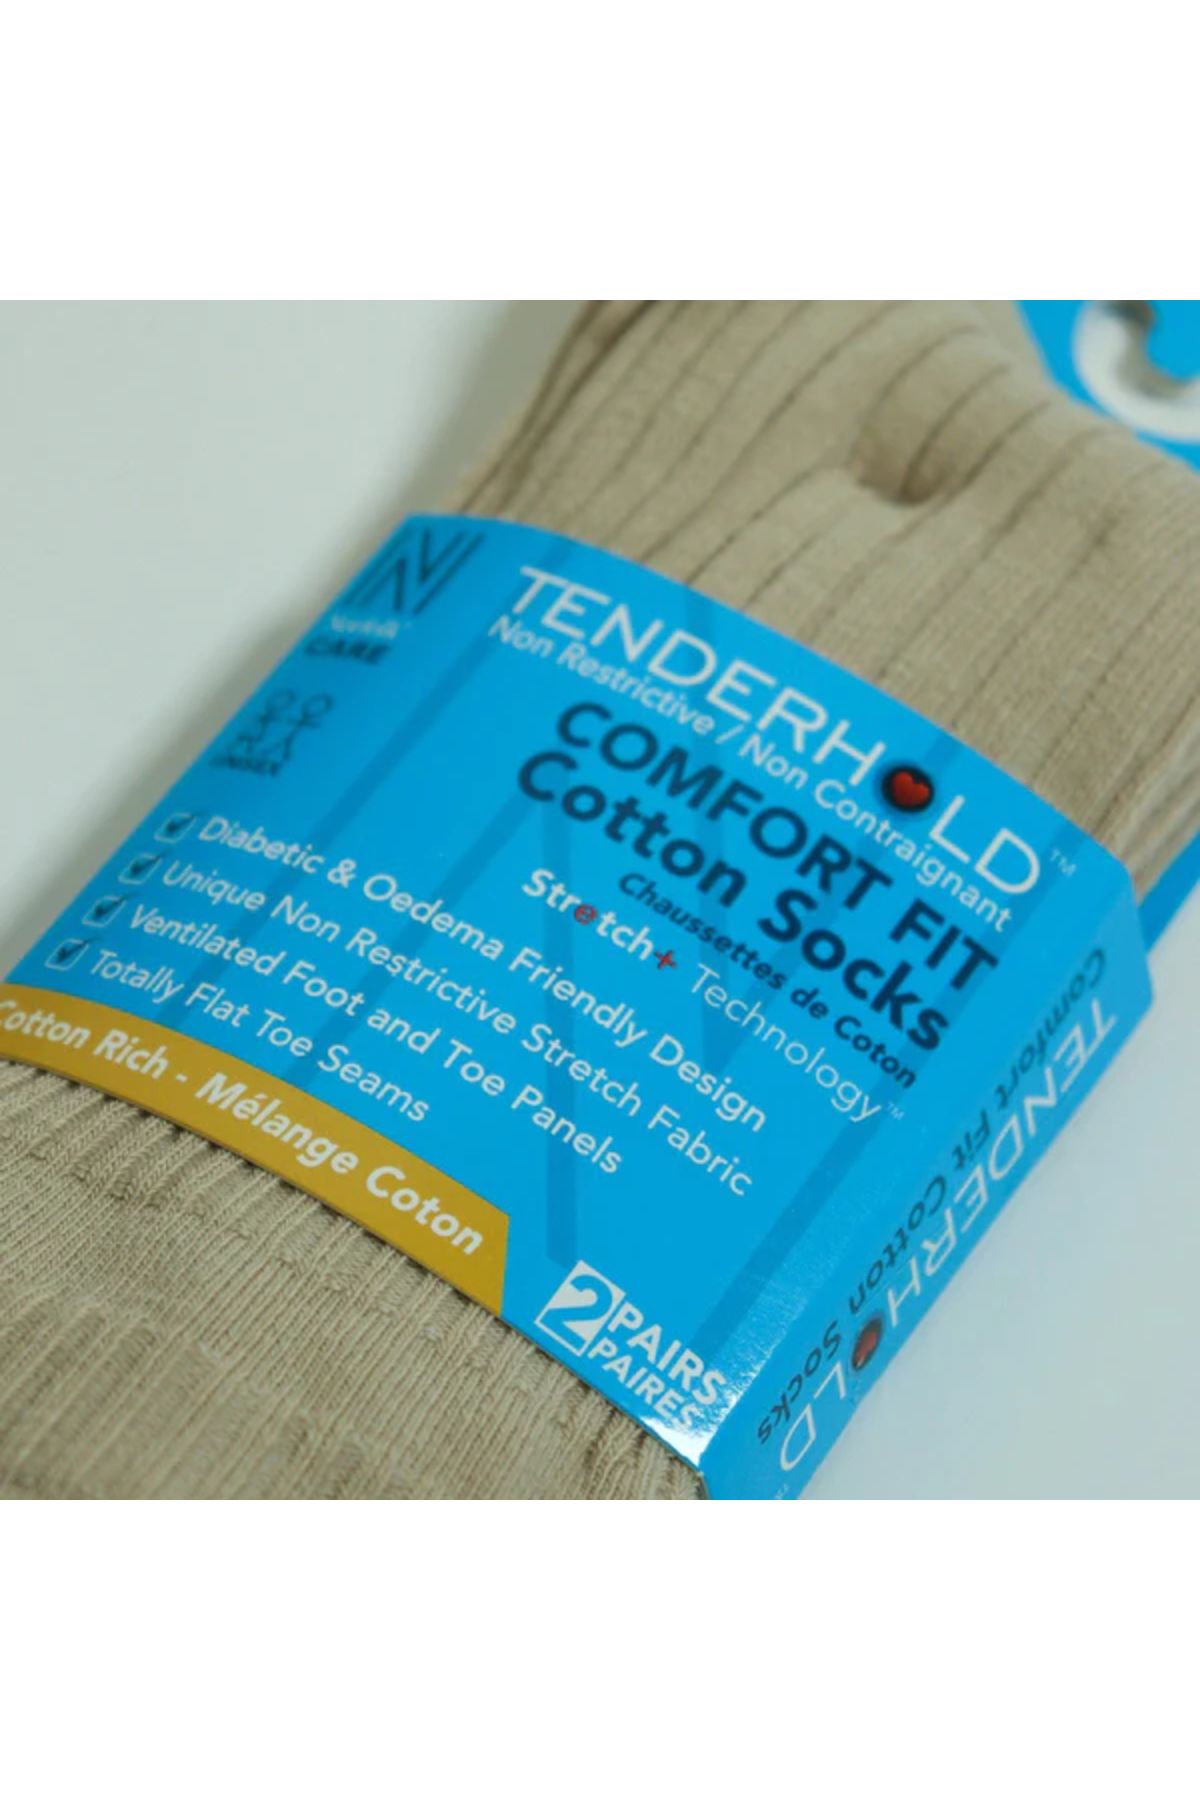 CARE
UNISEX
TENDERHOLD™
Non Restrictive / Non Contraignant
COMFORT FIT
Cotton Socks
Chaussettes de Coton
Stretch+ Technology™
Diabetic & Oedema Friendly Design
Unique Non Restrictive Stretch Fabric
Ventilated Foot and Toe Panels
Totally Flat Toe Seams
Cotton Rich - Mélange Coton
2 PAIRS
PAIRES
TENDERHOLD
Comfort Fit Cotton Socks